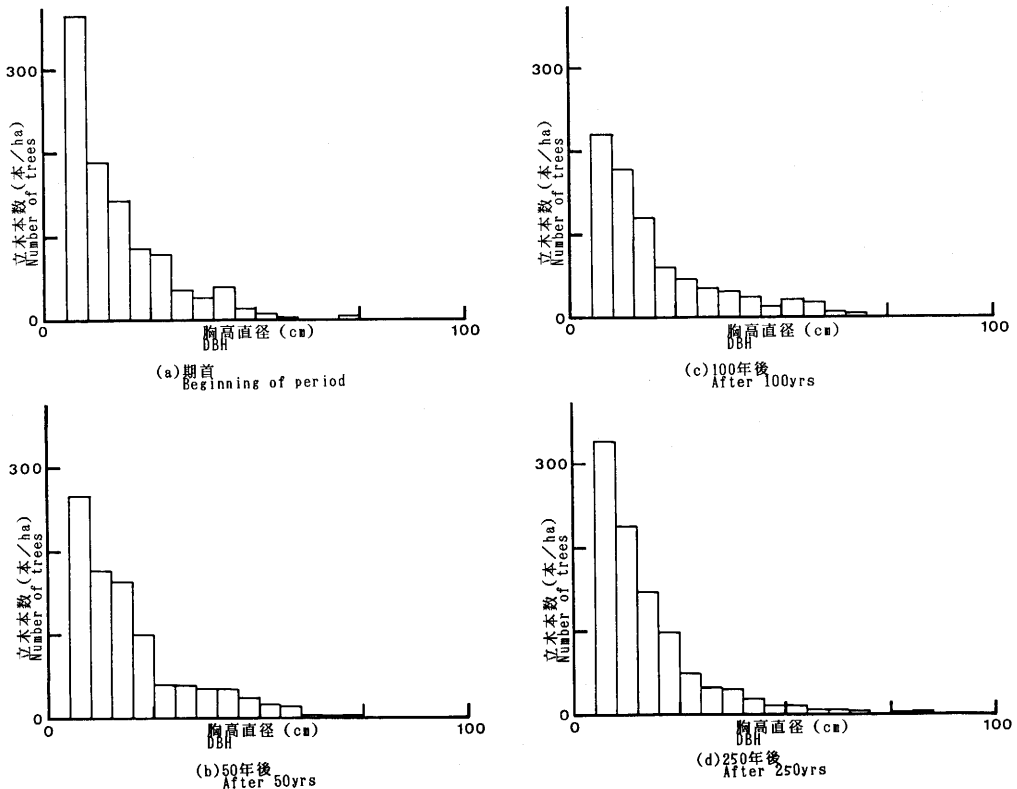 300
立木本数(本/ha)
Number of trees
0
0
胸高直径(cm)
DBH
100
(a)期首
Beginning of period
300
立木本数(本/ha)
Number of trees
0
0
胸高直径(cm)
DBH
100
(b)50年後
After 50yrs
300
立木本数(本/ha)
Number of trees
0
0
胸高直径(cm)
DBH
100
(c)100年後
After 100yrs
300
立木本数(本/ha)
Number of trees
0
0
胸高直径(cm)
DBH
100
(d)250年後
After 250yrs